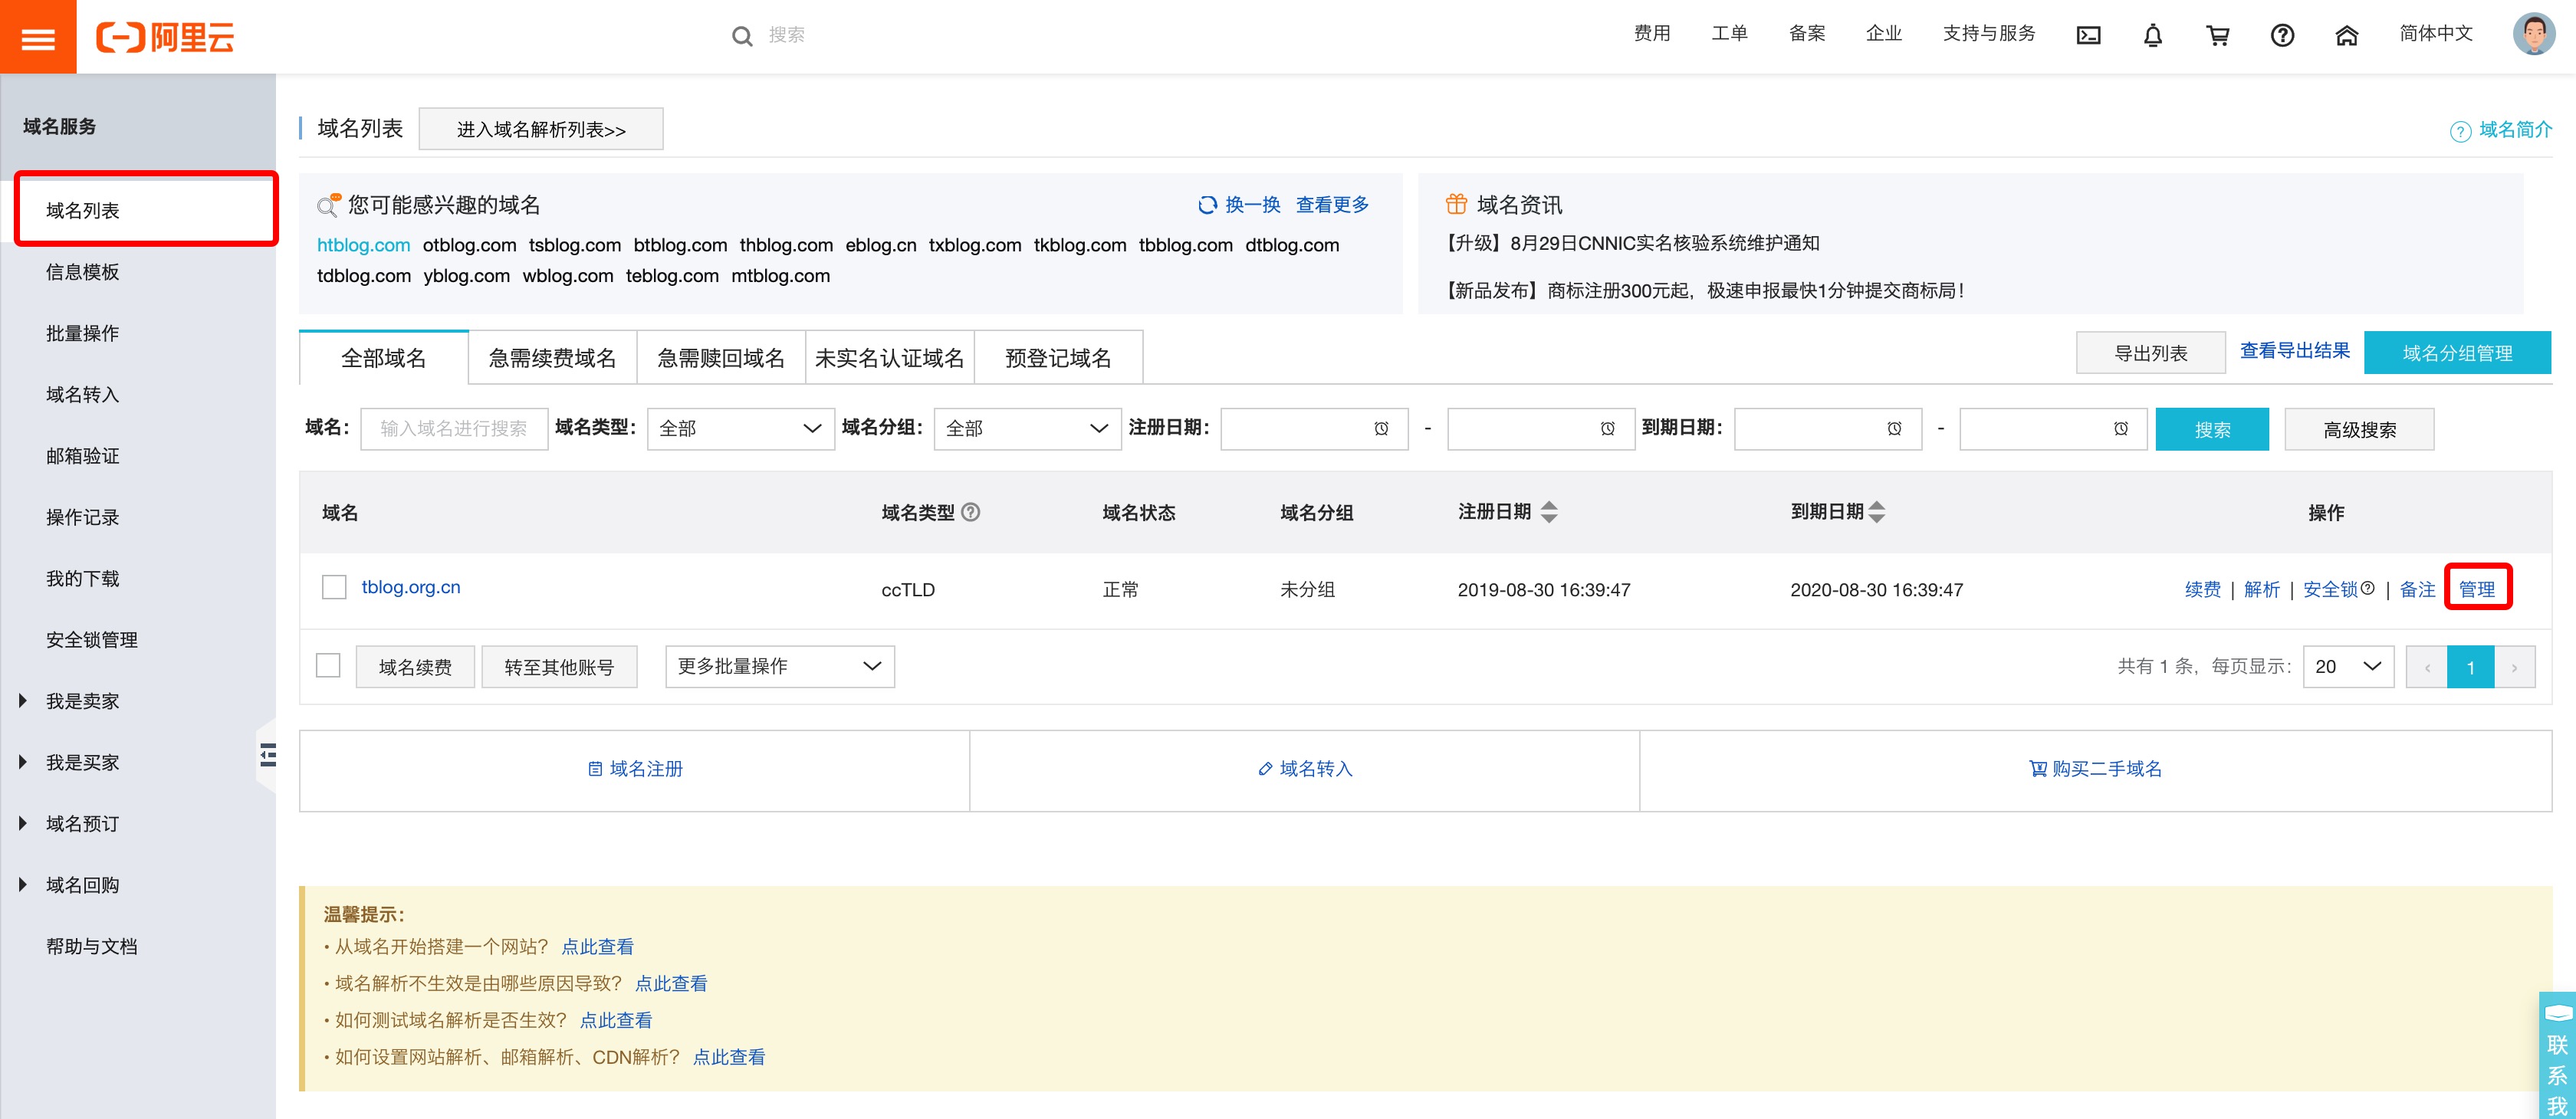 阿里云
搜索
费用 工单 备案 企业 支持与服务 简体中文
域名服务
域名列表
信息模板
批量操作
域名转入
邮箱验证
操作记录
我的下载
安全锁管理
我是卖家
我是买家
域名预订
域名回购
帮助与文档
域名列表 进入域名解析列表>> 域名简介
您可能感兴趣的域名 换一换 查看更多
htblog.com otblog.com tsblog.com btblog.com thblog.com eblog.cn txblog.com tkblog.com tbblog.com dtblog.com
tdblog.com yblog.com wblog.com teblog.com mtblog.com
域名资讯
【升级】8月29日CNNIC实名核验系统维护通知
【新品发布】商标注册300元起，极速申报最快1分钟提交商标局！
全部域名 急需续费域名 急需赎回域名 未实名认证域名 预登记域名 导出列表 查看导出结果 域名分组管理
域名： 输入域名进行搜索 域名类型： 全部 域名分组： 全部 注册日期： - 到期日期： - 搜索 高级搜索
域名 域名类型 域名状态 域名分组 注册日期 到期日期 操作
tblog.org.cn ccTLD 正常 未分组 2019-08-30 16:39:47 2020-08-30 16:39:47 续费 | 解析 | 安全锁 | 备注 管理
域名续费 转至其他账号 更多批量操作 共有 1 条，每页显示： 20 ‹ 1 ›
域名注册 域名转入 购买二手域名
温馨提示：
• 从域名开始搭建一个网站？ 点此查看
• 域名解析不生效是由哪些原因导致？ 点此查看
• 如何测试域名解析是否生效？ 点此查看
• 如何设置网站解析、邮箱解析、CDN解析？ 点此查看
联
系
我